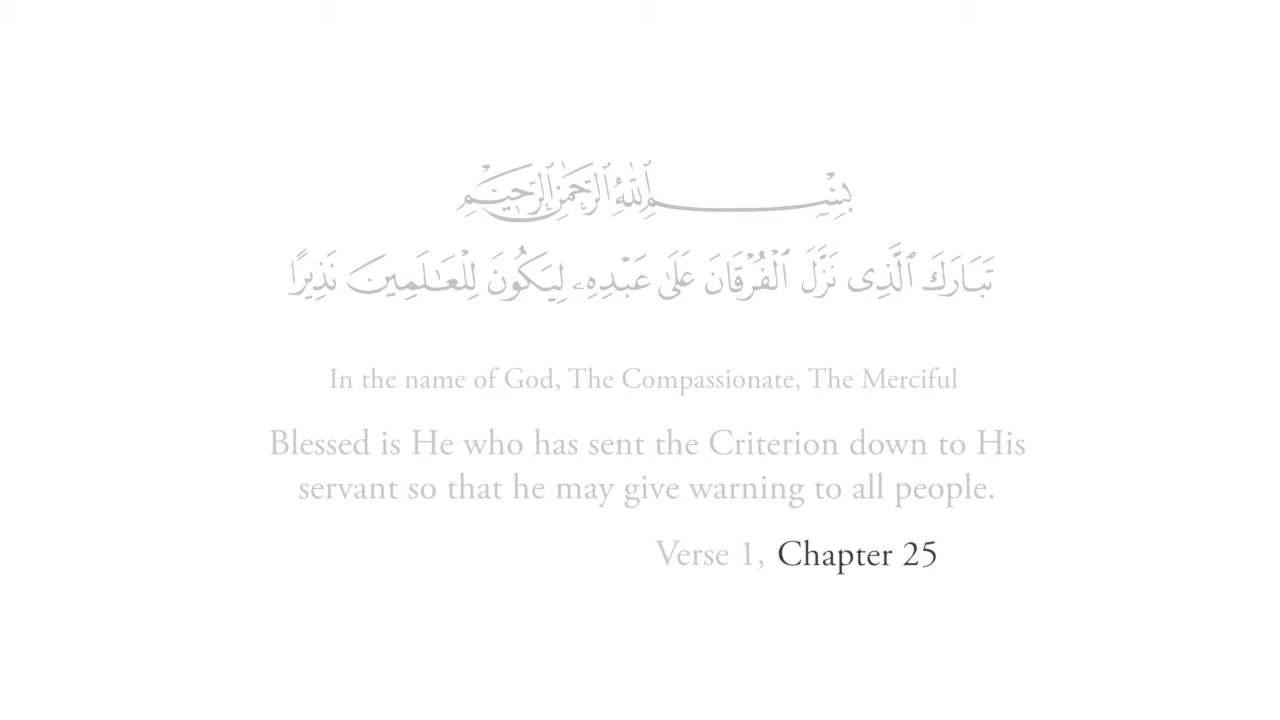 بِسْمِ ٱللَّهِ ٱلرَّحْمَٰنِ ٱلرَّحِيمِ
تَبَارَكَ ٱلَّذِى نَزَّلَ ٱلْفُرْقَانَ عَلَىٰ عَبْدِهِۦ لِيَكُونَ لِلْعَـٰلَمِينَ نَذِيرًا
In the name of God, The Compassionate, The Merciful
Blessed is He who has sent the Criterion down to His
servant so that he may give warning to all people.
Verse 1, Chapter 25